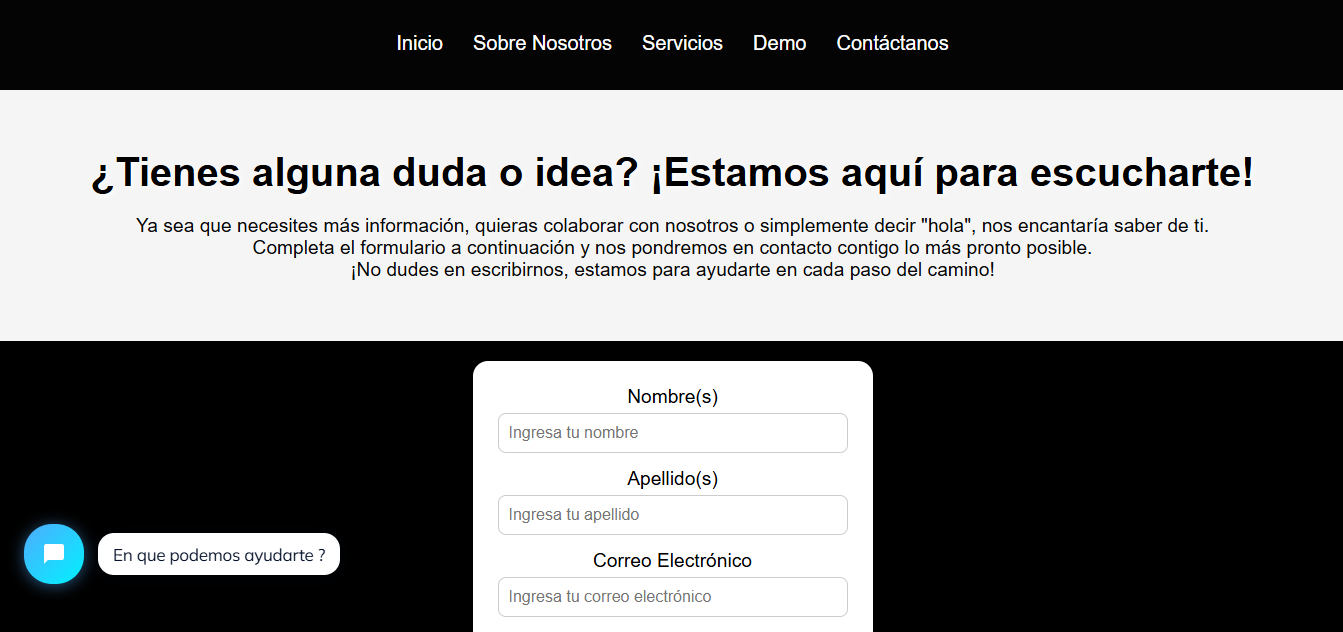 Inicio Sobre Nosotros Servicios Demo Contáctanos
¿Tienes alguna duda o idea? ¡Estamos aquí para escucharte!
Ya sea que necesites más información, quieras colaborar con nosotros o simplemente decir "hola", nos encantaría saber de ti.
Completa el formulario a continuación y nos pondremos en contacto contigo lo más pronto posible.
¡No dudes en escribirnos, estamos para ayudarte en cada paso del camino!
Nombre(s)
Ingresa tu nombre
Apellido(s)
Ingresa tu apellido
Correo Electrónico
Ingresa tu correo electrónico
En que podemos ayudarte ?